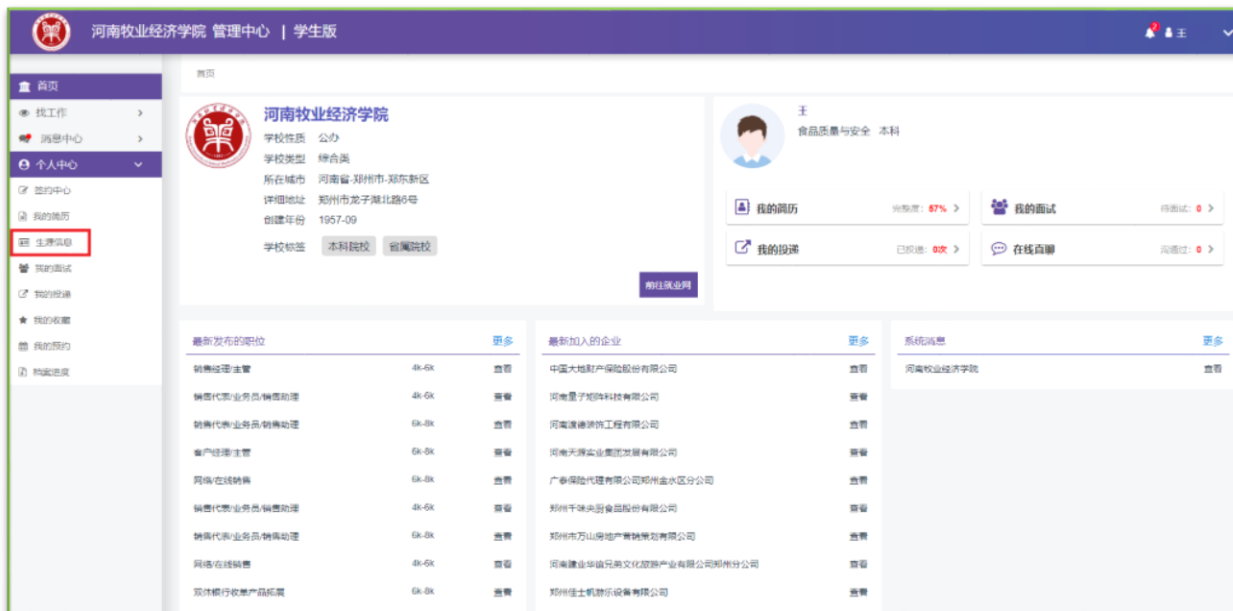 河南牧业经济学院 管理中心 | 学生版
2
王
首页
找工作
消息中心
个人中心
签约中心
我的简历
生源信息
我的面试
我的投递
我的收藏
我的预约
档案进度
首页
河南牧业经济学院
学校性质 公办
学校类型 综合类
所在城市 河南省-郑州市-郑东新区
详细地址 郑州市龙子湖北路6号
创建年份 1957-09
学校标签 本科院校 省属院校
前往就业网
王
食品质量与安全 本科
我的简历 完整度：67%
我的面试 待面试：0
我的投递 已投递：0次
在线直聊 沟通过：0
最新发布的职位 更多
销售经理/主管 4k-6k 查看
销售代表/业务员/销售助理 4k-6k 查看
销售代表/业务员/销售助理 6k-8k 查看
客户经理/主管 6k-8k 查看
网络/在线销售 6k-8k 查看
销售代表/业务员/销售助理 4k-6k 查看
销售代表/业务员/销售助理 6k-8k 查看
网络/在线销售 4k-6k 查看
双休银行收单产品拓展 6k-8k 查看
最新加入的企业 更多
中国大地财产保险股份有限公司 查看
河南量子矩阵科技有限公司 查看
河南渡德装饰工程有限公司 查看
河南天源实业集团发展有限公司 查看
广泰保险代理有限公司郑州金水区分公司 查看
郑州千味央厨食品股份有限公司 查看
郑州市万山房地产营销策划有限公司 查看
河南建业华谊兄弟文化旅游产业有限公司郑州分公司 查看
郑州佳士帆游乐设备有限公司 查看
系统消息 更多
河南牧业经济学院 查看